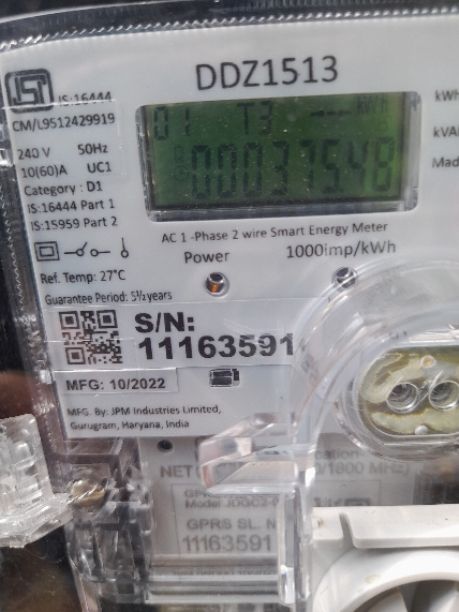 DDZ1513
IS:16444
CM/L9512429919
240 V 50Hz
10(60)A UC1
Category : D1
IS:16444 Part 1
IS:15959 Part 2
Ref. Temp: 27°C
Guarantee Period: 5½years
01 T3 kWh
00037548
kWh
Mad
AC 1 -Phase 2 wire Smart Energy Meter
Power 1000imp/kWh
S/N:
11163591
MFG: 10/2022
MFG. By: JPM Industries Limited,
Gurugram, Haryana, India
NET
1800 MHz)
Model
GPRS SL. N
11163591